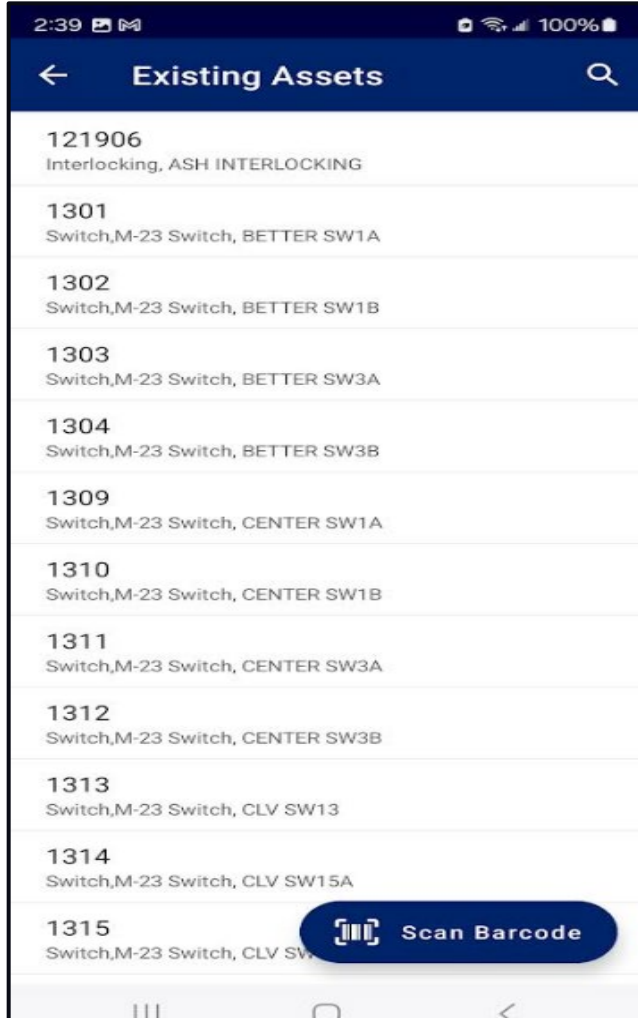 2:39 100%
Existing Assets
121906
Interlocking, ASH INTERLOCKING
1301
Switch,M-23 Switch, BETTER SW1A
1302
Switch,M-23 Switch, BETTER SW1B
1303
Switch,M-23 Switch, BETTER SW3A
1304
Switch,M-23 Switch, BETTER SW3B
1309
Switch,M-23 Switch, CENTER SW1A
1310
Switch,M-23 Switch, CENTER SW1B
1311
Switch,M-23 Switch, CENTER SW3A
1312
Switch,M-23 Switch, CENTER SW3B
1313
Switch,M-23 Switch, CLV SW13
1314
Switch,M-23 Switch, CLV SW15A
1315
Switch,M-23 Switch, CLV
Scan Barcode